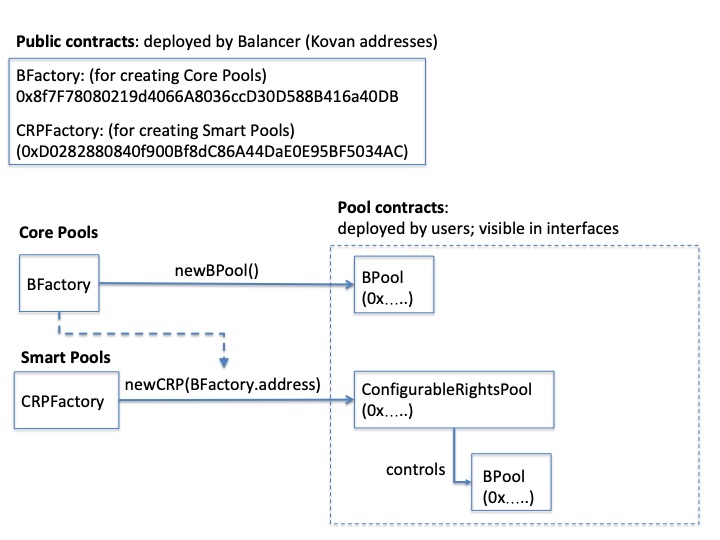 Public contracts: deployed by Balancer (Kovan addresses)
BFactory: (for creating Core Pools)
0x8f7F78080219d4066A8036ccD30D588B416a40DB
CRPFactory: (for creating Smart Pools)
(0xD0282880840f900Bf8dC86A44DaE0E95BF5034AC)
Pool contracts:
deployed by users; visible in interfaces
Core Pools
BFactory
newBPool()
BPool
(0x…..)
Smart Pools
CRPFactory
newCRP(BFactory.address)
ConfigurableRightsPool
(0x…..)
controls
BPool
(0x…..)